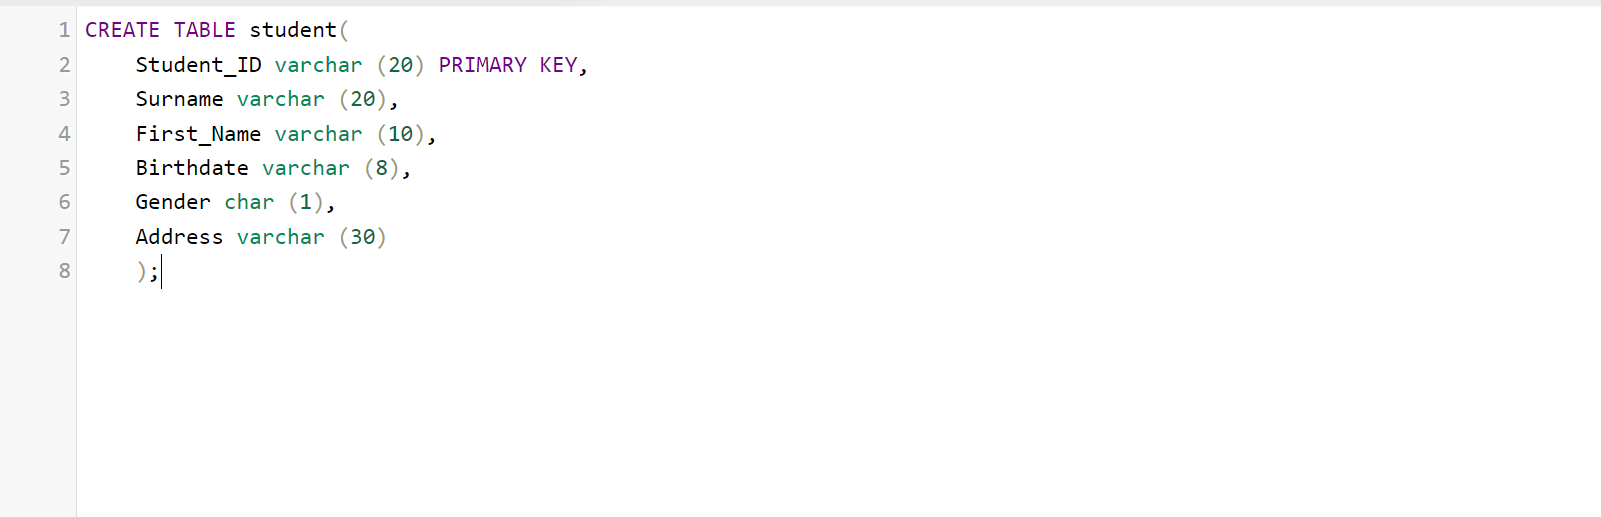 1 CREATE TABLE student(
2 Student_ID varchar (20) PRIMARY KEY,
3 Surname varchar (20),
4 First_Name varchar (10),
5 Birthdate varchar (8),
6 Gender char (1),
7 Address varchar (30)
8 );